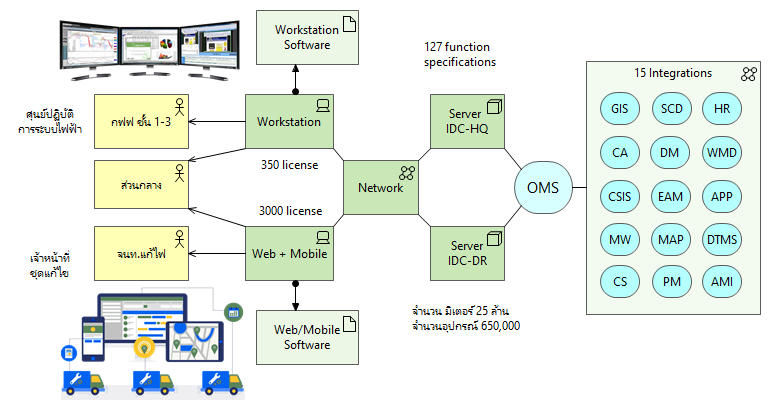 Workstation
Software
127 function
specifications
15 Integrations
ศูนย์ปฏิบัติ
การระบบไฟฟ้า
กฟฟ ชั้น 1-3
Workstation
Server
IDC-HQ
GIS
SCD
HR
350 license
CA
DM
WMD
ส่วนกลาง
Network
OMS
CSIS
EAM
APP
3000 license
MW
MAP
DTMS
เจ้าหน้าที่
ชุดแก้ไข
จนท.แก้ไฟ
Web + Mobile
Server
IDC-DR
CS
PM
AMI
จำนวน มิเตอร์ 25 ล้าน
จำนวนอุปกรณ์ 650,000
Web/Mobile
Software